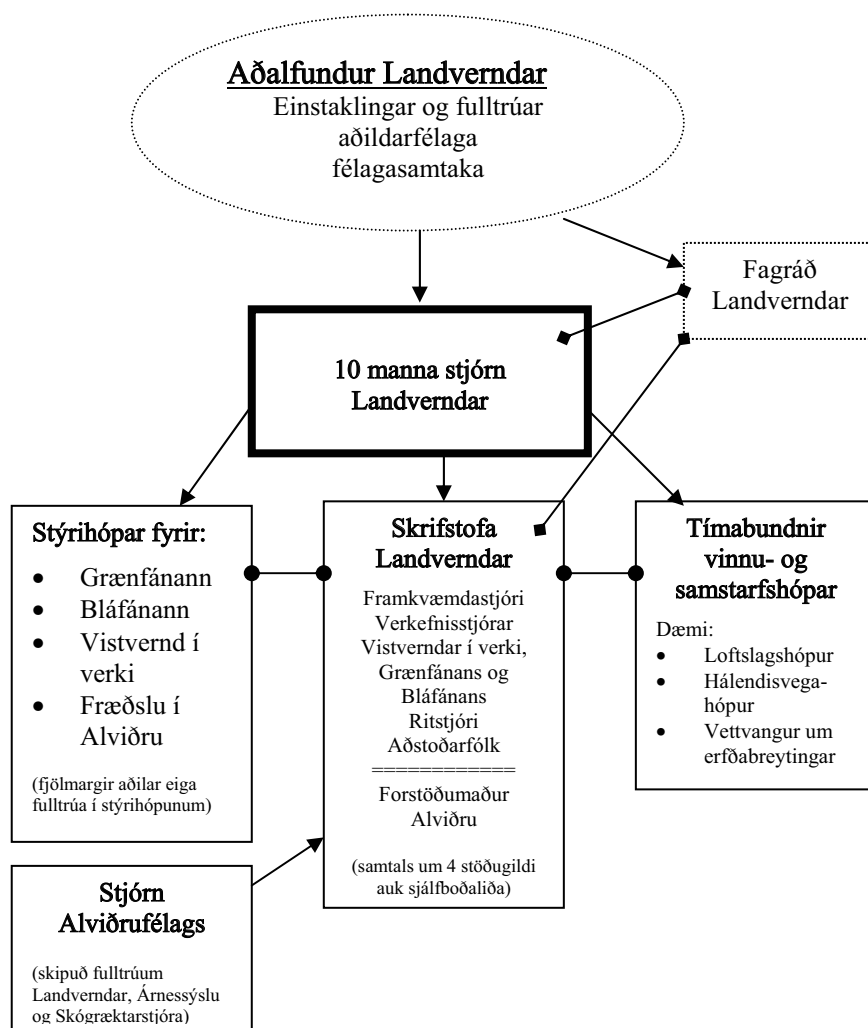 Aðalfundur Landverndar
Einstaklingar og fulltrúar
aðildarfélaga
félagasamtaka
Fagráð
Landverndar
10 manna stjórn
Landverndar
Stýrihópar fyrir:
• Grænfánann
• Bláfánann
• Vistvernd í
verki
• Fræðslu í
Alviðru
(fjölmargir aðilar eiga
fulltrúa í stýrihópunum)
Skrifstofa
Landverndar
Framkvæmdastjóri
Verkefnisstjórar
Vistverndar í verki,
Grænfánans og
Bláfánans
Ritstjóri
Aðstoðarfólk
============
Forstöðumaður
Alviðru
(samtals um 4 stöðugildi
auk sjálfboðaliða)
Tímabundnir
vinnu- og
samstarfshópar
Dæmi:
• Loftslagshópur
• Hálendisvega-
hópur
• Vettvangur um
erfðabreytingar
Stjórn
Alviðrufélags
(skipuð fulltrúum
Landverndar, Árnessýslu
og Skógræktarstjóra)